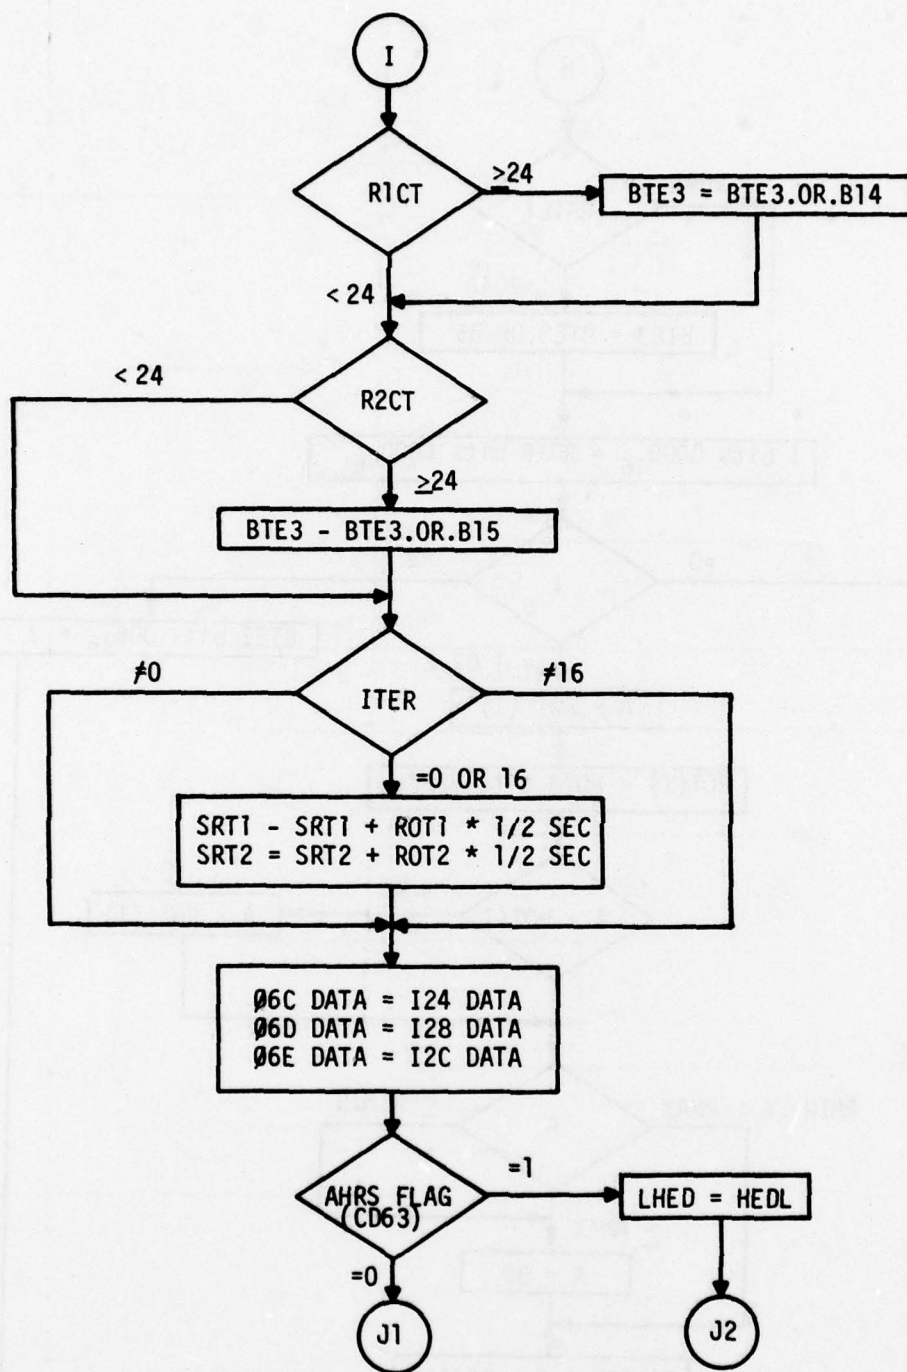 I
R1CT
≥24
BTE3 = BTE3.OR.B14
< 24
< 24
R2CT
≥24
BTE3 - BTE3.OR.B15
≠0
≠16
ITER
=0 OR 16
SRT1 - SRT1 + ROT1 * 1/2 SEC
SRT2 = SRT2 + ROT2 * 1/2 SEC
Ø6C DATA = I24 DATA
Ø6D DATA = I28 DATA
Ø6E DATA = I2C DATA
=1
AHRS FLAG
(CD63)
LHED = HEDL
=0
J1
J2